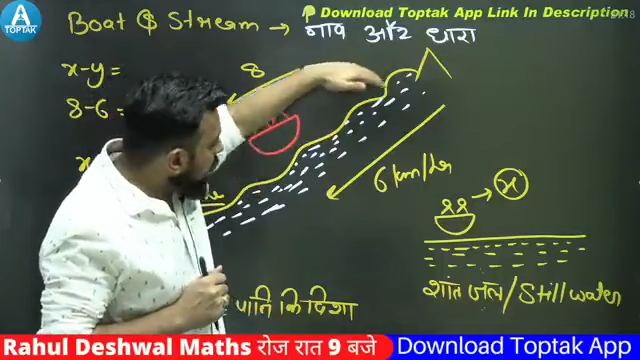 TOPTAK
Download Toptak App Link In Description
Boat & Stream → नाव और धारा
x-y =
8
8-6 =
6 km/hr
x
शांत जल/Still water
पानी की दिशा
Rahul Deshwal Maths रोज रात 9 बजे
Download Toptak App